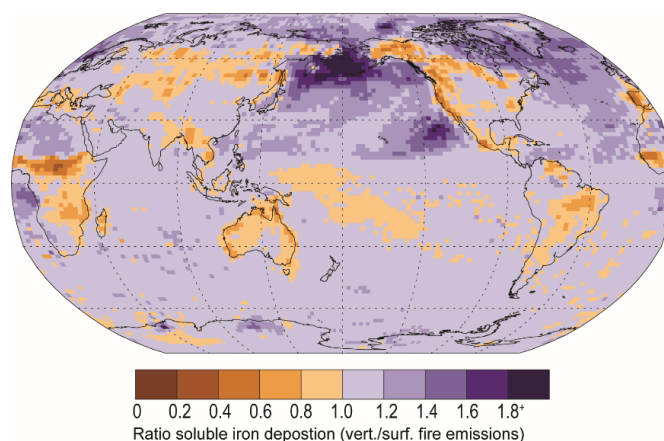 0 0.2 0.4 0.6 0.8 1.0 1.2 1.4 1.6 1.8⁺
Ratio soluble iron depostion (vert./surf. fire emissions)